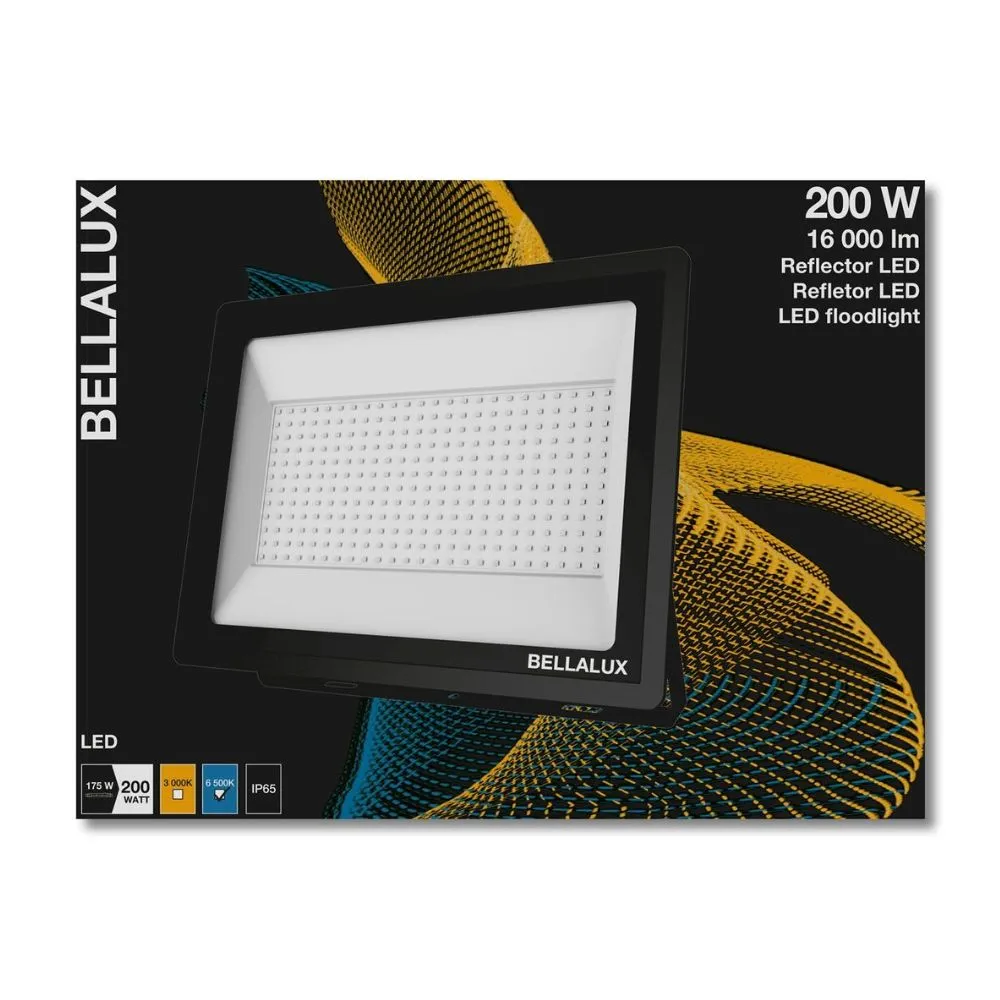 BELLALUX
200 W
16 000 lm
Reflector LED
Refletor LED
LED floodlight
BELLALUX
LED
175 W
200
WATT
3 000K
6 500K
IP65